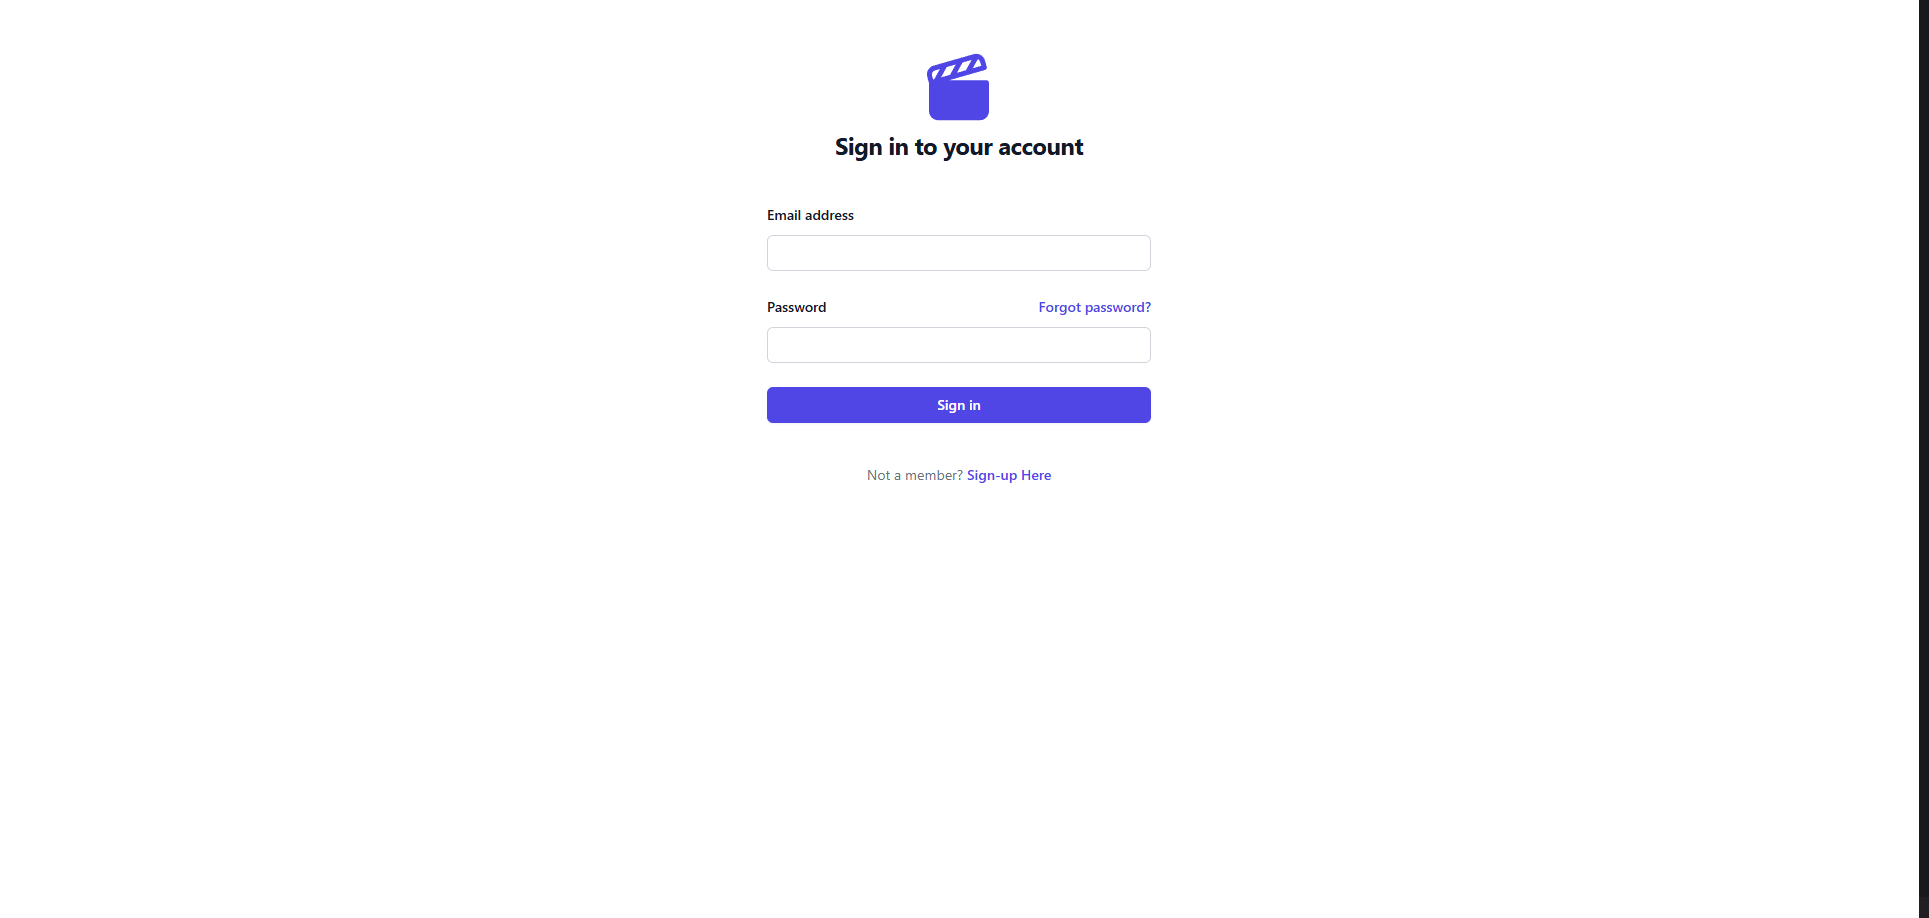 Sign in to your account
Email address
Password
Forgot password?
Sign in
Not a member? Sign-up Here